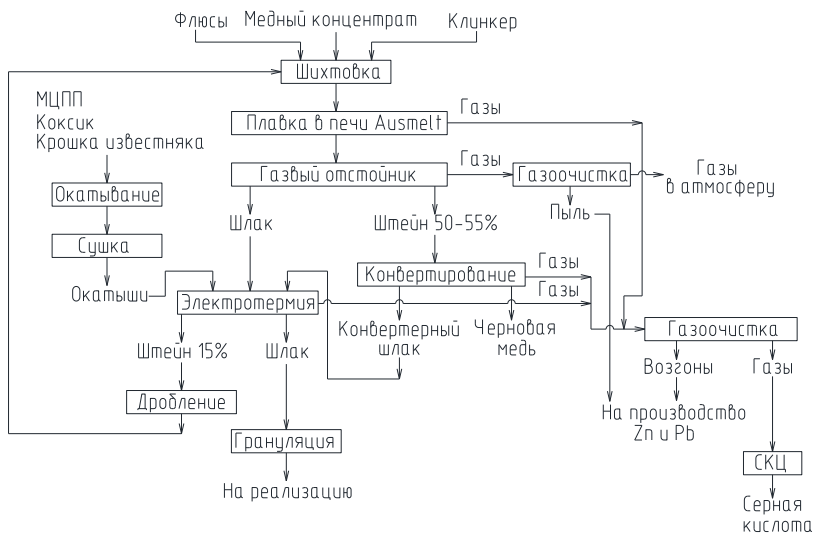 Флюсы
Медный концентрат
Клинкер
Шихтовка
МЦПП
Коксик
Крошка известняка
Плавка в печи Ausmelt
Газы
Газвый отстойник
Газы
Газоочистка
Газы
в атмосферу
Окатывание
Пыль
Шлак
Штейн 50-55%
Сушка
Конвертирование
Газы
Окатыши
Электротермия
Газы
Конвертерный
шлак
Черновая
медь
Газоочистка
Штейн 15%
Шлак
Возгоны
Газы
Дробление
На производство
Zn и Pb
Грануляция
СКЦ
На реализацию
Серная
кислота